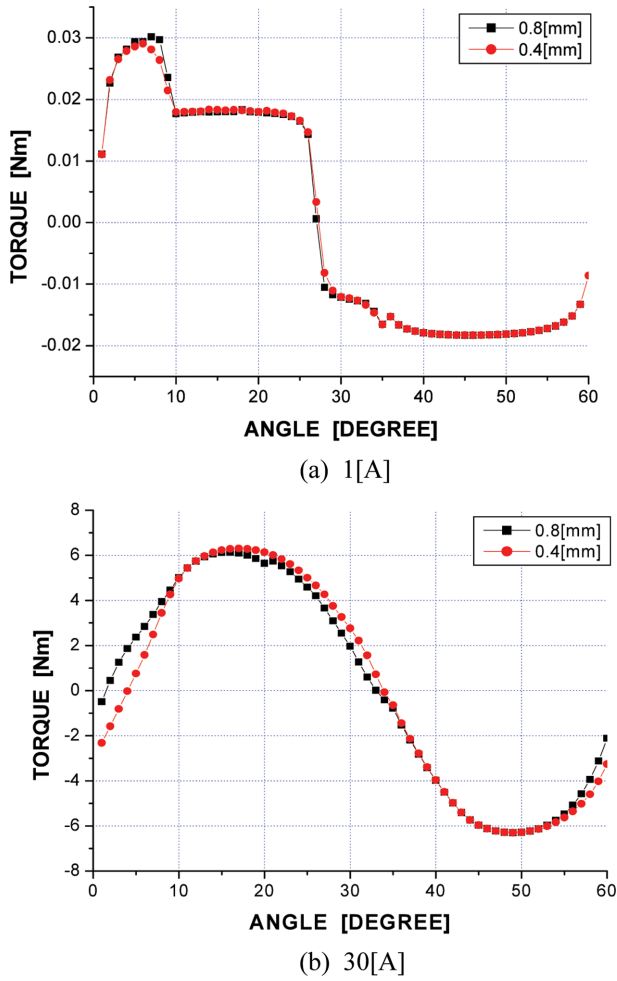 0.03
0.02
0.01
0.00
-0.01
-0.02
TORQUE [Nm]
0.8[mm]
0.4[mm]
0 10 20 30 40 50 60
ANGLE [DEGREE]
(a) 1[A]
8
6
4
2
0
-2
-4
-6
-8
TORQUE [Nm]
0.8[mm]
0.4[mm]
0 10 20 30 40 50 60
ANGLE [DEGREE]
(b) 30[A]